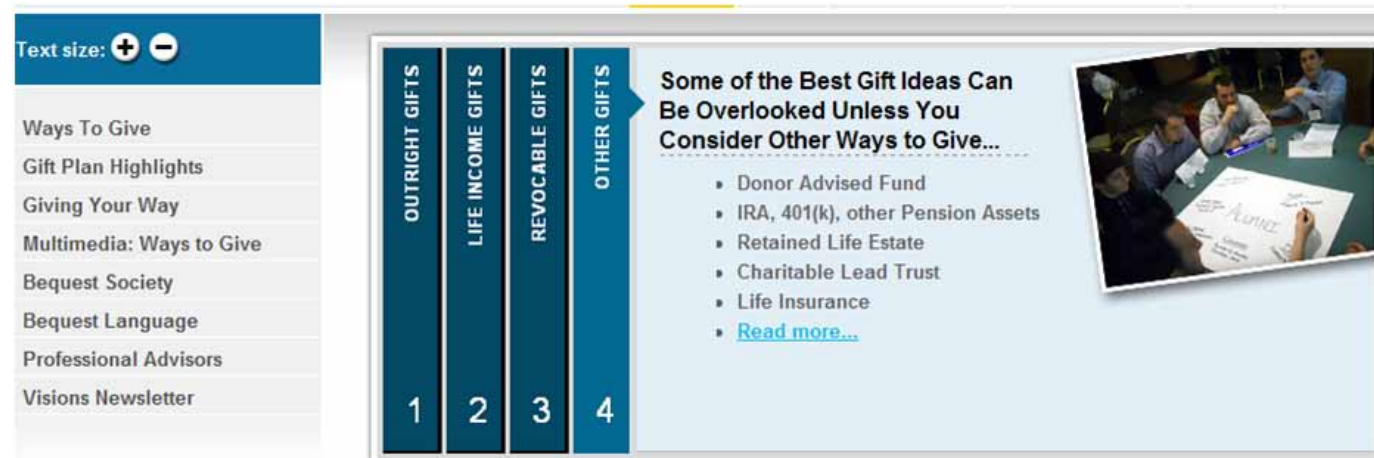 Text size:
Ways To Give
Gift Plan Highlights
Giving Your Way
Multimedia: Ways to Give
Bequest Society
Bequest Language
Professional Advisors
Visions Newsletter
OUTRIGHT GIFTS 1
LIFE INCOME GIFTS 2
REVOCABLE GIFTS 3
OTHER GIFTS 4
Some of the Best Gift Ideas Can
Be Overlooked Unless You
Consider Other Ways to Give...
Donor Advised Fund
IRA, 401(k), other Pension Assets
Retained Life Estate
Charitable Lead Trust
Life Insurance
Read more...